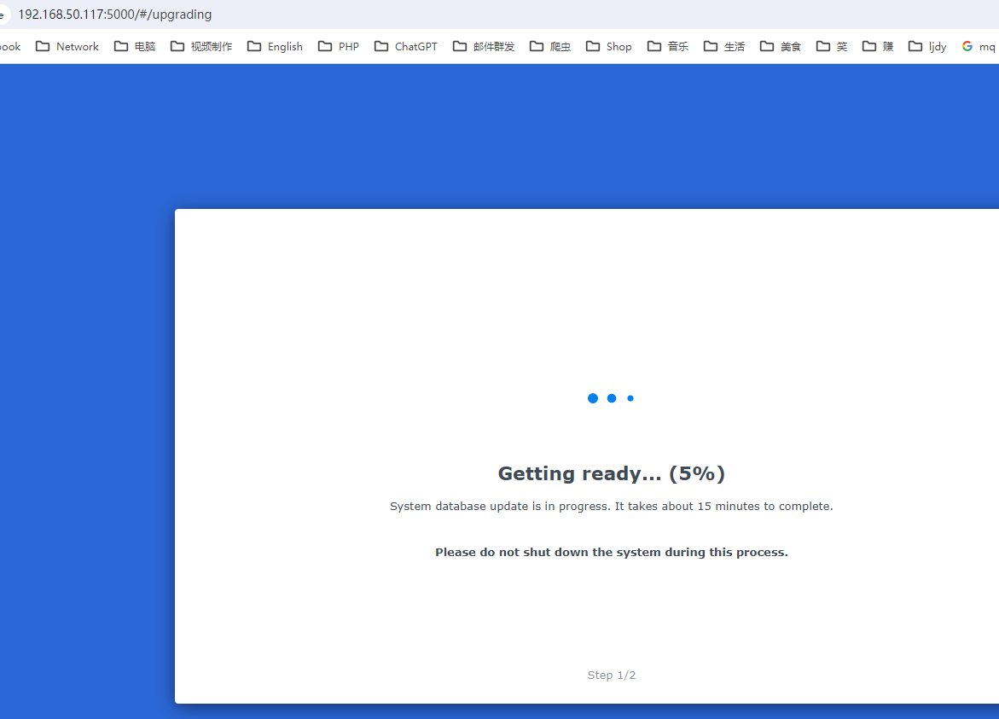 192.168.50.117:5000/#/upgrading
ook Network 电脑 视频制作 English PHP ChatGPT 邮件群发 爬虫 Shop 音乐 生活 美食 笑 赚 ljdy mq
Getting ready... (5%)
System database update is in progress. It takes about 15 minutes to complete.
Please do not shut down the system during this process.
Step 1/2